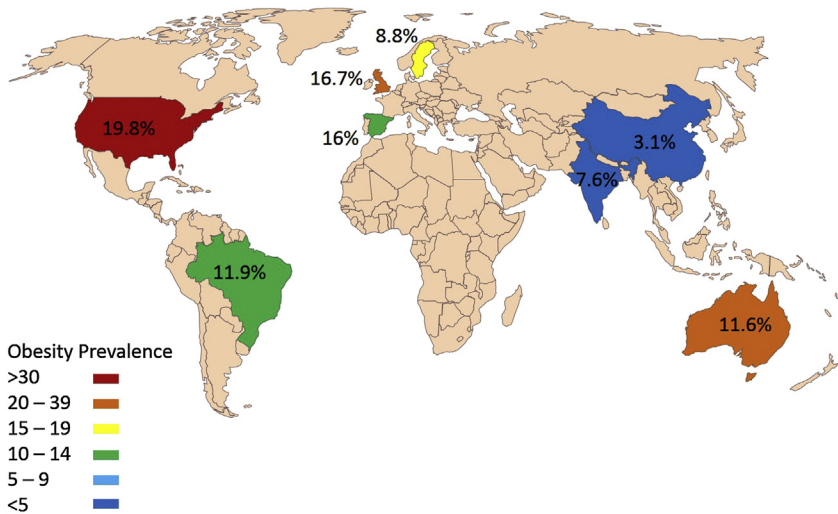 8.8%
16.7%
19.8%
16%
3.1%
7.6%
11.9%
11.6%
Obesity Prevalence
>30
20 – 39
15 – 19
10 – 14
5 – 9
<5